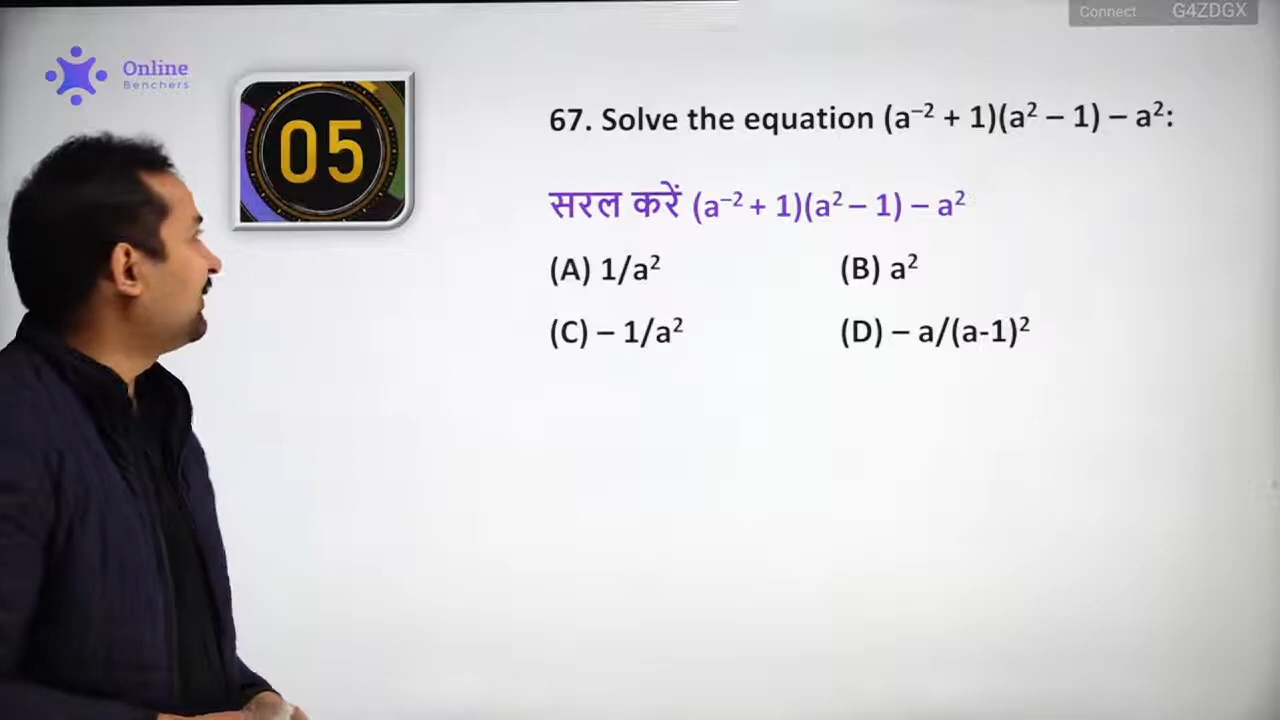 Connect G4ZDGX
Online
Benchers
05
67. Solve the equation (a⁻² + 1)(a² – 1) – a²:
सरल करें (a⁻² + 1)(a² – 1) – a²
(A) 1/a² (B) a²
(C) – 1/a² (D) – a/(a-1)²